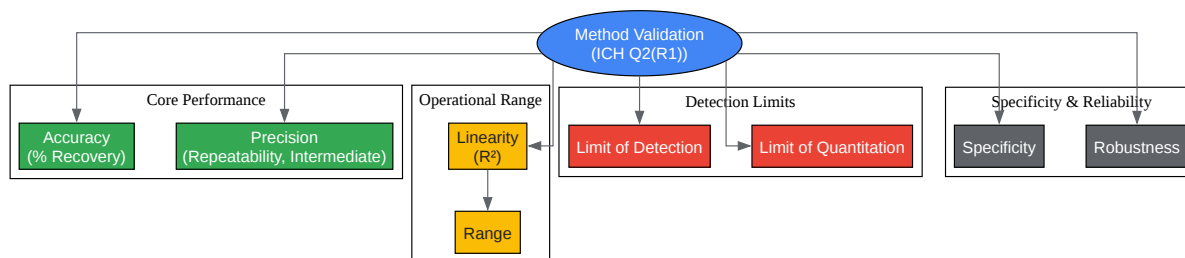 Method Validation
(ICH Q2(R1))
Core Performance
Operational Range
Detection Limits
Specificity & Reliability
Accuracy
(% Recovery)
Precision
(Repeatability, Intermediate)
Linearity
(R²)
Limit of Detection
Limit of Quantitation
Specificity
Robustness
Range